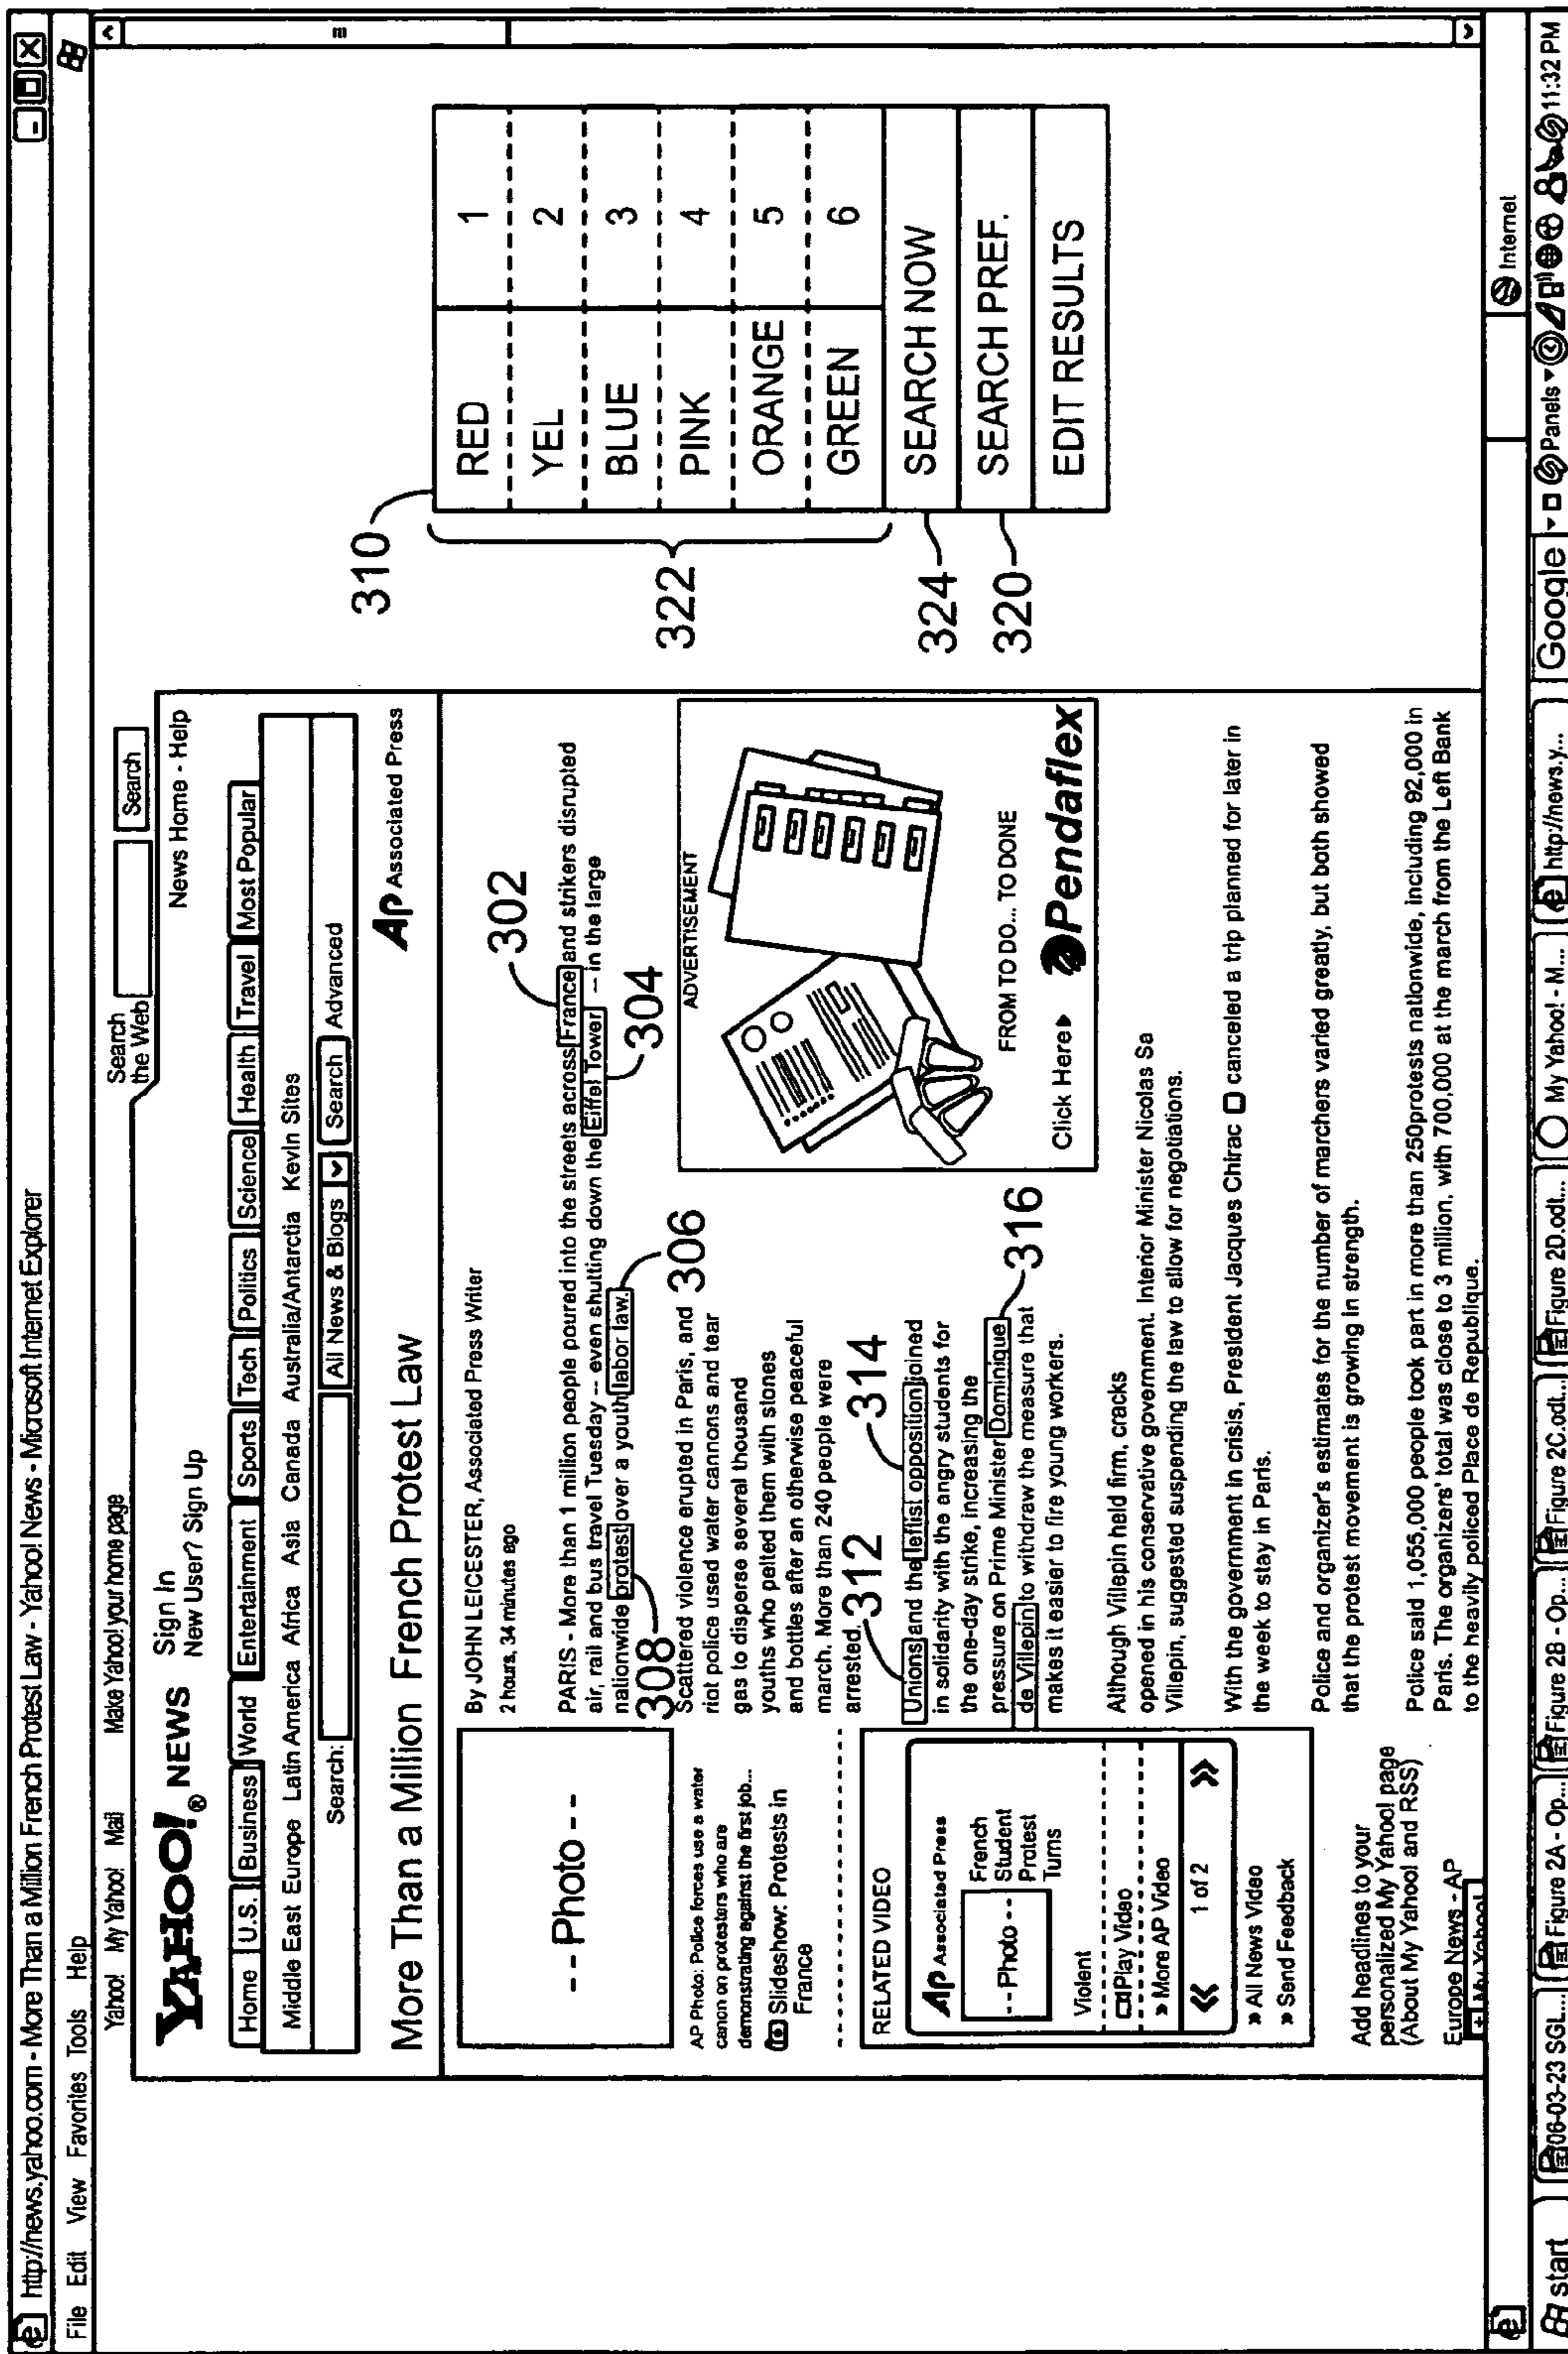 http://news.yahoo.com - More Than a Million French Protest Law - Yahoo! News - Microsoft Internet Explorer
File Edit View Favorites Tools Help
Yahoo! My Yahoo! Mail Make Yahoo! your home page
Search
the Web
Search
YAHOO!® NEWS
Sign In
New User? Sign Up
News Home - Help
Home U.S. Business World Entertainment Sports Tech Politics Science Health Travel Most Popular
Middle East Europe Latin America Africa Asia Canada Australia/Antarctia Kevin Sites
Search: All News & Blogs Search Advanced
More Than a Million French Protest Law
AP Associated Press
--Photo--
AP Photo: Police forces use a water
canon on protesters who are
demonstrating against the first job...
Slideshow: Protests in
France
RELATED VIDEO
AP Associated Press
--Photo--
French
Student
Protest
Turns
Violent
Play Video
» More AP Video
« 1 of 2 »
» All News Video
» Send Feedback
Add headlines to your
personalized My Yahoo! page
(About My Yahoo! and RSS)
Europe News - AP
+ My Yahoo!
By JOHN LEICESTER, Associated Press Writer
2 hours, 34 minutes ago
PARIS - More than 1 million people poured into the streets across France and strikers disrupted
air, rail and bus travel Tuesday -- even shutting down the Eiffel Tower -- in the large
nationwide protest over a youth labor law.
302
304
306
308
Scattered violence erupted in Paris, and
riot police used water cannons and tear
gas to disperse several thousand
youths who pelted them with stones
and bottles after an otherwise peaceful
march. More than 240 people were
arrested.
312
314
Unions and the leftist opposition joined
in solidarity with the angry students for
the one-day strike, increasing the
pressure on Prime Minister Dominique
de Villepin to withdraw the measure that
makes it easier to fire young workers.
316
ADVERTISEMENT
FROM TO DO... TO DONE
Click Here
Pendaflex
Although Villepin held firm, cracks
opened in his conservative government. Interior Minister Nicolas Sa
Villepin, suggested suspending the law to allow for negotiations.
With the government in crisis, President Jacques Chirac canceled a trip planned for later in
the week to stay in Paris.
Police and organizer's estimates for the number of marchers varied greatly, but both showed
that the protest movement is growing in strength.
Police said 1,055,000 people took part in more than 250protests nationwide, including 92,000 in
Paris. The organizers' total was close to 3 million, with 700,000 at the march from the Left Bank
to the heavily policed Place de Republique.
310
322
RED 1
YEL 2
BLUE 3
PINK 4
ORANGE 5
GREEN 6
324
SEARCH NOW
320
SEARCH PREF.
EDIT RESULTS
Internet
start 06-03-23 SGL... Figure 2A - Op... Figure 2B - Op... Figure 2C.odt... Figure 2D.odt... My Yahoo! - M... http://news.y... Google Panels 11:32 PM